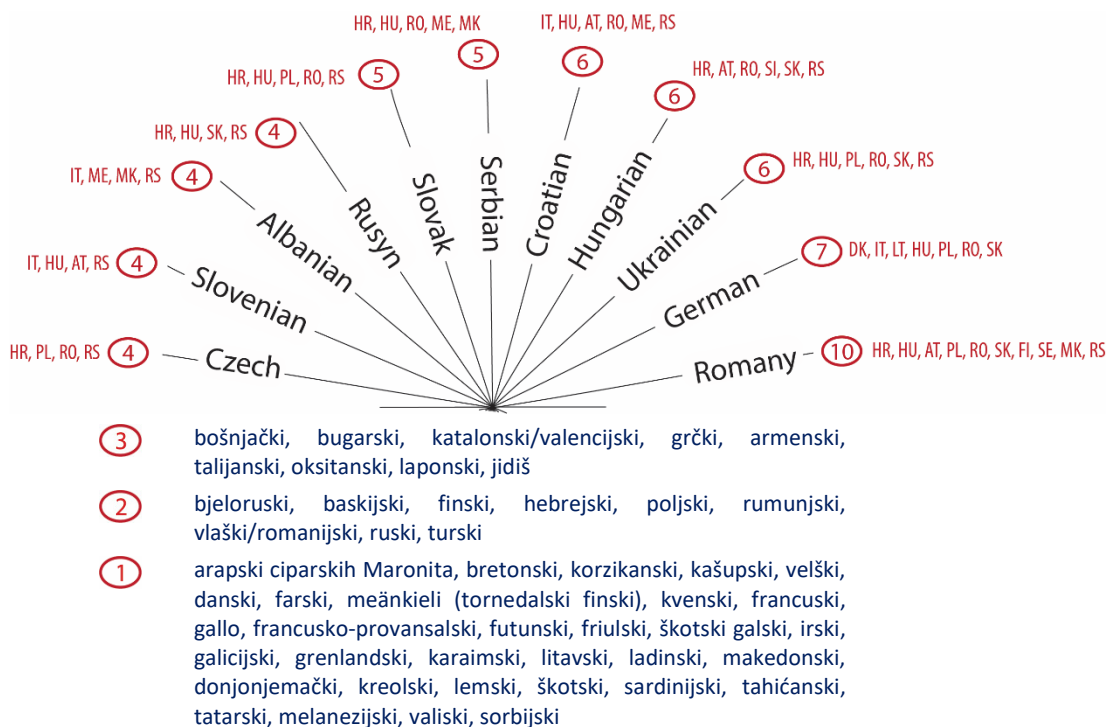 HR, HU, RO, ME, MK
5
IT, HU, AT, RO, ME, RS
6
HR, HU, PL, RO, RS
5
HR, AT, RO, SI, SK, RS
6
HR, HU, SK, RS
4
IT, ME, MK, RS
4
HR, HU, PL, RO, SK, RS
6
IT, HU, AT, RS
4
DK, IT, LT, HU, PL, RO, SK
7
HR, PL, RO, RS
4
HR, HU, AT, PL, RO, SK, FI, SE, MK, RS
10
Czech
Slovenian
Albanian
Rusyn
Slovak
Serbian
Croatian
Hungarian
Ukrainian
German
Romany
3
bošnjački, bugarski, katalonski/valencijski, grčki, armenski,
talijanski, oksitanski, laponski, jidiš
2
bjeloruski, baskijski, finski, hebrejski, poljski, rumunjski,
vlaški/romanijski, ruski, turski
1
arapski ciparskih Maronita, bretonski, korzikanski, kašupski, velški,
danski, farski, meänkieli (tornedalski finski), kvenski, francuski,
gallo, francusko-provansalski, futunski, friulski, škotski galski, irski,
galicijski, grenlandski, karaimski, litavski, ladinski, makedonski,
donjonjemački, kreolski, lemski, škotski, sardinijski, tahićanski,
tatarski, melanezijski, valiski, sorbijski